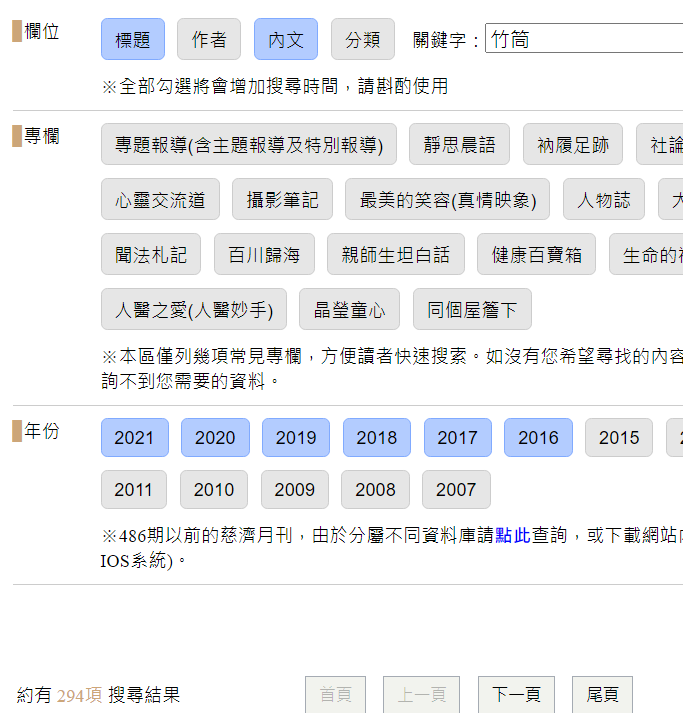 欄位 標題 作者 內文 分類 關鍵字：竹筒
※全部勾選將會增加搜尋時間，請斟酌使用
專欄 專題報導(含主題報導及特別報導) 靜思晨語 衲履足跡 社論
心靈交流道 攝影筆記 最美的笑容(真情映象) 人物誌
聞法札記 百川歸海 親師生坦白話 健康百寶箱 生命的
人醫之愛(人醫妙手) 晶瑩童心 同個屋簷下
※本區僅列幾項常見專欄，方便讀者快速搜索。如沒有您希望尋找的內容
詢不到您需要的資料。
年份 2021 2020 2019 2018 2017 2016 2015
2011 2010 2009 2008 2007
※486期以前的慈濟月刊，由於分屬不同資料庫請點此查詢，或下載網站
IOS系統)。
約有 294項 搜尋結果 首頁 上一頁 下一頁 尾頁